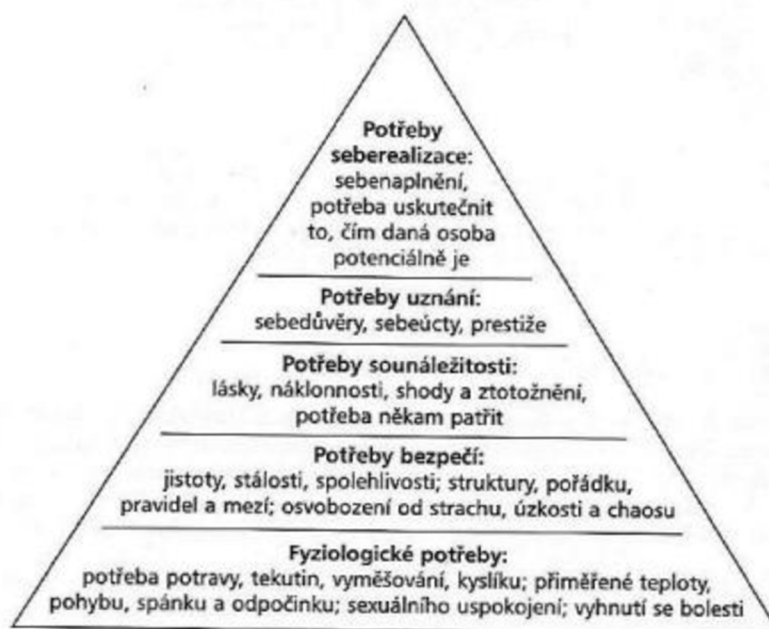 Potřeby
seberealizace:
sebenaplnění,
potřeba uskutečnit
to, čím daná osoba
potenciálně je
Potřeby uznání:
sebedůvěry, sebeúcty, prestiže
Potřeby sounáležitosti:
lásky, náklonnosti, shody a ztotožnění,
potřeba někam patřit
Potřeby bezpečí:
jistoty, stálosti, spolehlivosti; struktury, pořádku,
pravidel a mezí; osvobození od strachu, úzkosti a chaosu
Fyziologické potřeby:
potřeba potravy, tekutin, vyměšování, kyslíku; přiměřené teploty,
pohybu, spánku a odpočinku; sexuálního uspokojení; vyhnutí se bolesti